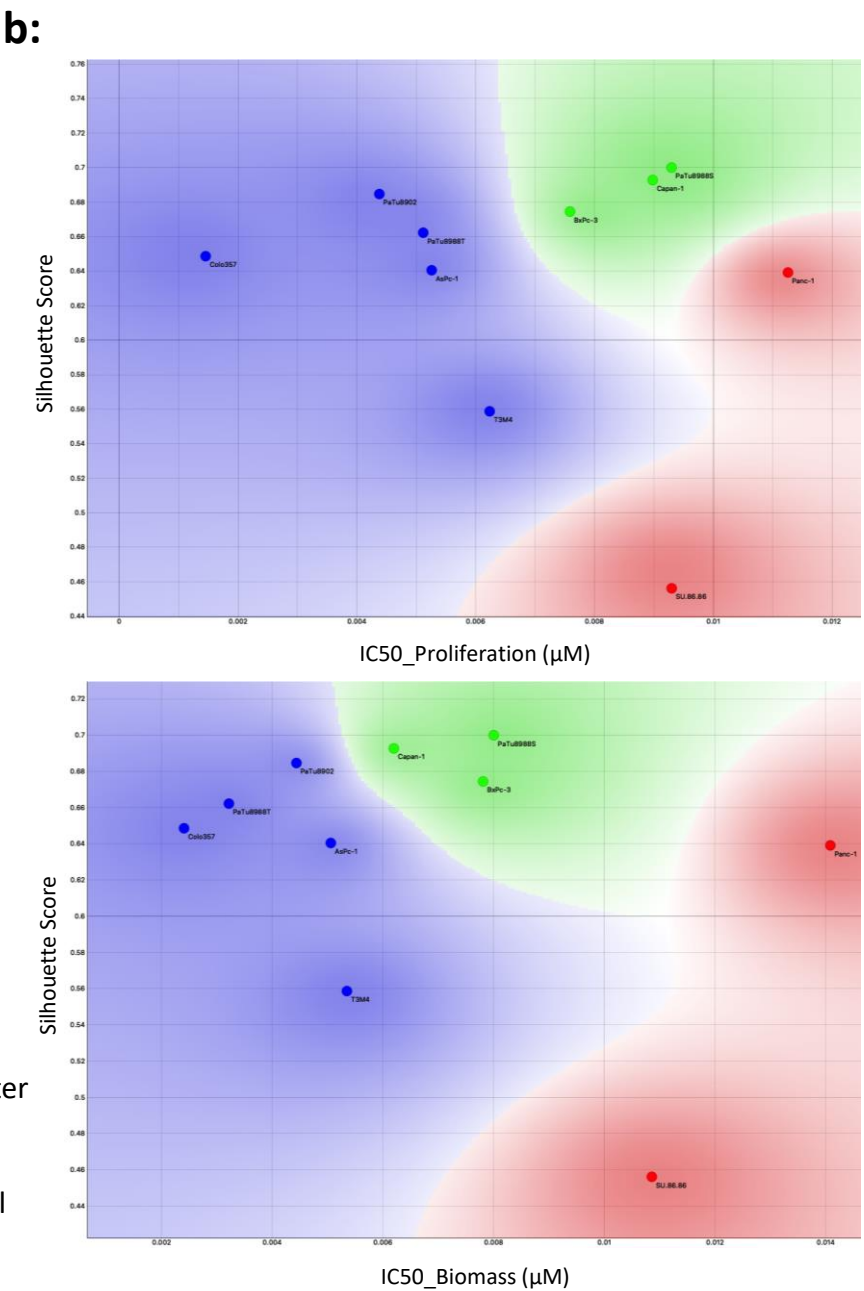 b:
0.76
0.74
0.72
0.7
0.68
0.66
0.64
0.62
0.6
0.58
0.56
0.54
0.52
0.5
0.48
0.46
0.44
Silhouette Score
PaTu8988S
Capan-1
BxPc-3
PaTu8902
PaTu8988T
Colo357
AsPc-1
Panc-1
T3M4
SU.86.86
0 0.002 0.004 0.006 0.008 0.01 0.012
IC50_Proliferation (μM)
0.72
0.7
0.68
0.66
0.64
0.62
0.6
0.58
0.56
0.54
0.52
0.5
0.48
0.46
0.44
Silhouette Score
PaTu8988S
Capan-1
PaTu8902
BxPc-3
PaTu8988T
Colo357
AsPc-1
Panc-1
T3M4
SU.86.86
ter
l
0.002 0.004 0.006 0.008 0.01 0.012 0.014
IC50_Biomass (μM)